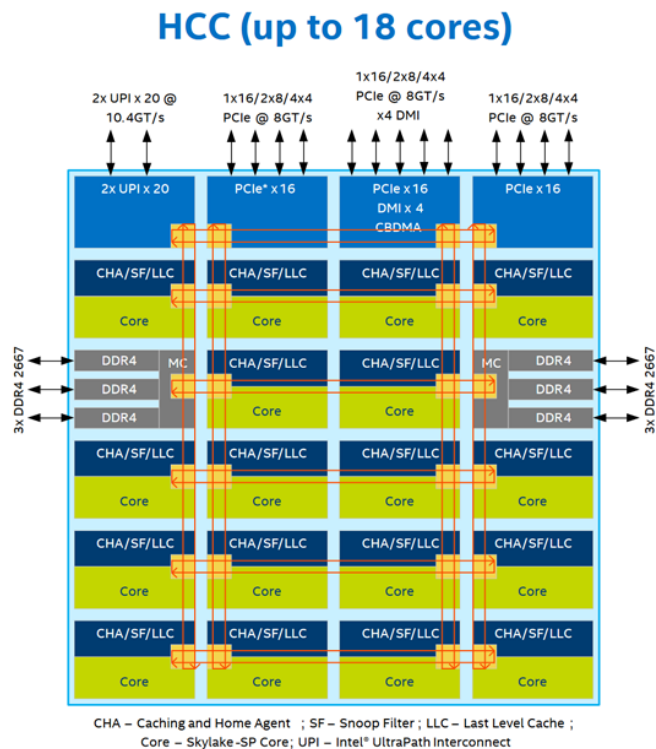 HCC (up to 18 cores)
2x UPI x 20 @
10.4GT/s
1x16/2x8/4x4
PCIe @ 8GT/s
1x16/2x8/4x4
PCIe @ 8GT/s
x4 DMI
1x16/2x8/4x4
PCIe @ 8GT/s
2x UPI x 20
PCIe* x 16
PCIe x 16
DMI x 4
CBDMA
PCIe x 16
CHA/SF/LLC CHA/SF/LLC CHA/SF/LLC CHA/SF/LLC
Core Core Core Core
3x DDR4 2667
DDR4
DDR4
DDR4
MC
CHA/SF/LLC CHA/SF/LLC
Core Core
MC
DDR4
DDR4
DDR4
3x DDR4 2667
CHA/SF/LLC CHA/SF/LLC CHA/SF/LLC CHA/SF/LLC
Core Core Core Core
CHA/SF/LLC CHA/SF/LLC CHA/SF/LLC CHA/SF/LLC
Core Core Core Core
CHA/SF/LLC CHA/SF/LLC CHA/SF/LLC CHA/SF/LLC
Core Core Core Core
CHA – Caching and Home Agent ; SF – Snoop Filter ; LLC – Last Level Cache ;
Core – Skylake-SP Core; UPI – Intel® UltraPath Interconnect